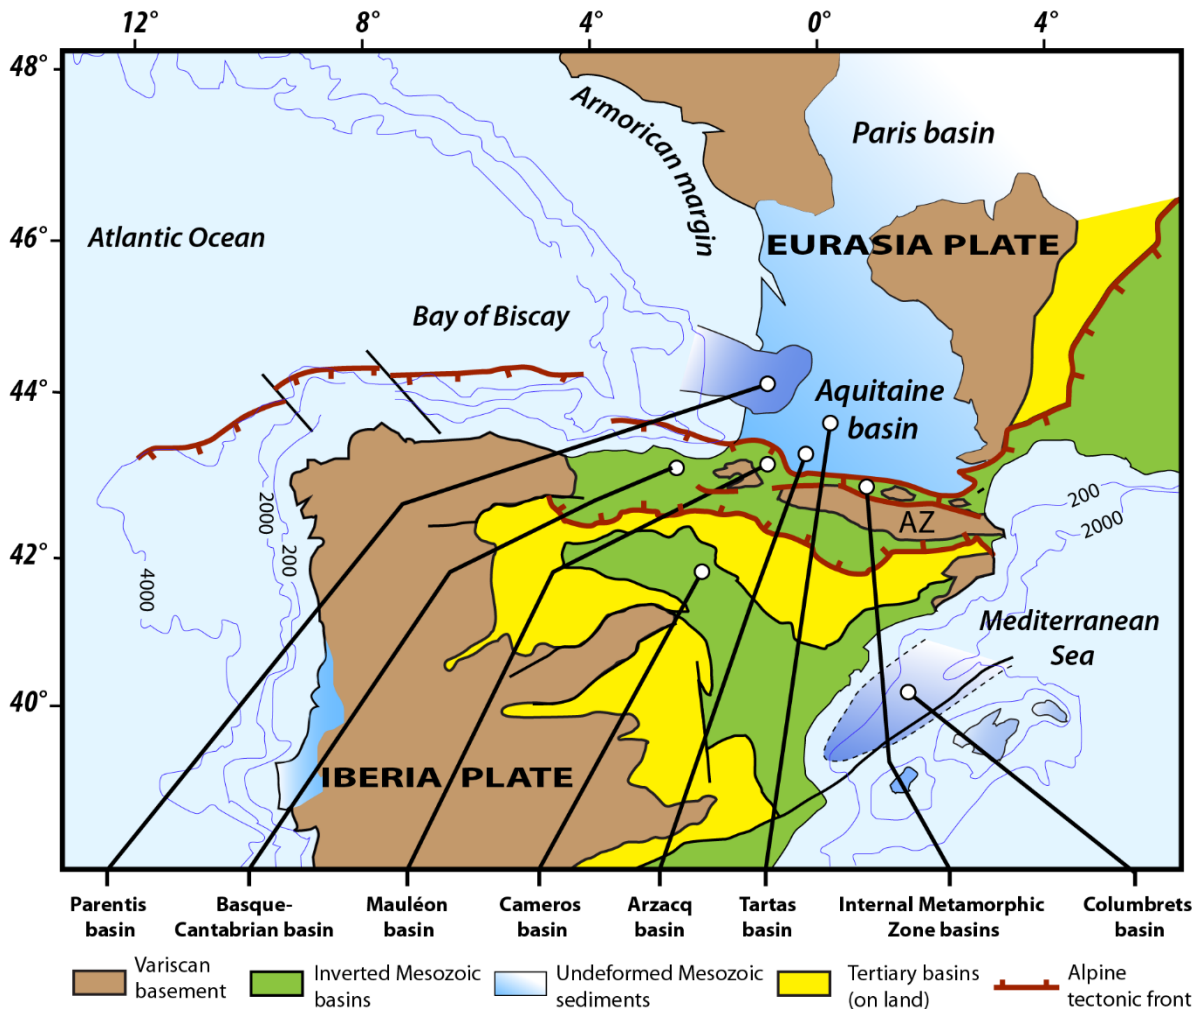 12° 8° 4° 0° 4°
48°
Armorican margin
Paris basin
46°
Atlantic Ocean
EURASIA PLATE
Bay of Biscay
44°
Aquitaine
basin
200
2000
AZ
42°
2000
200
4000
Mediterranean
Sea
40°
IBERIA PLATE
Parentis
basin
Basque-
Cantabrian basin
Mauléon
basin
Cameros
basin
Arzacq
basin
Tartas
basin
Internal Metamorphic
Zone basins
Columbrets
basin
Variscan
basement
Inverted Mesozoic
basins
Undeformed Mesozoic
sediments
Tertiary basins
(on land)
Alpine
tectonic front